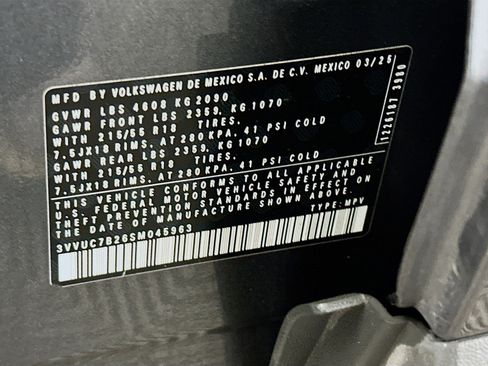 MFD BY VOLKSWAGEN DE MEXICO S.A. DE C.V. MEXICO 03/25
GVWR LBS 4608 KG 2090
GAWR FRONT LBS 2359, KG 1070
WITH 215/55 R18 TIRES.
7.5JX18 RIMS. AT 280 KPA. 41 PSI COLD
GAWR REAR LBS 2359, KG 1070
WITH 215/55 R18 TIRES.
7.5JX18 RIMS. AT 280 KPA. 41 PSI COLD
THIS VEHICLE CONFORMS TO ALL APPLICABLE
U.S. FEDERAL MOTOR VEHICLE SAFETY AND
THEFT PREVENTION STANDARDS IN EFFECT ON
THE DATE OF MANUFACTURE
3VVUC7B26SM045963 TYPE: MPV
1226107 3980